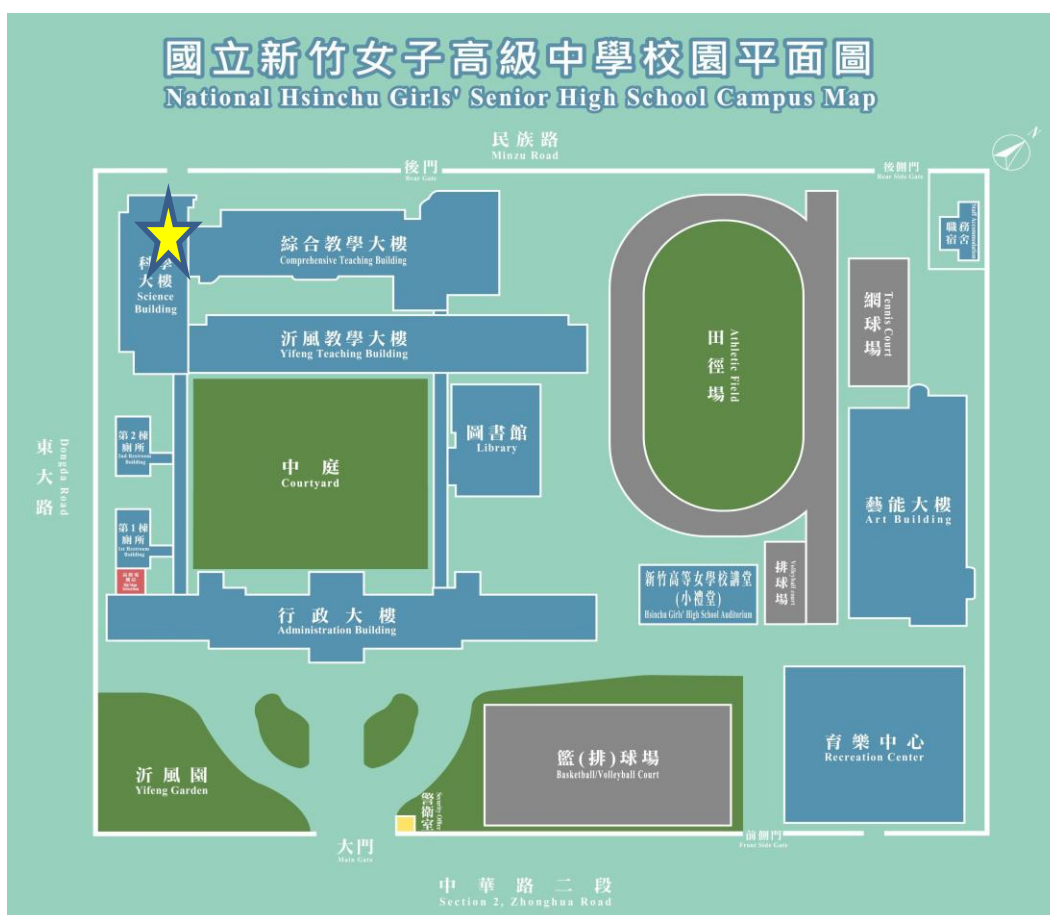 國立新竹女子高級中學校園平面圖
National Hsinchu Girls' Senior High School Campus Map
民族路
Minzu Road
N
後門
Rear Gate
後側門
Rear Side Gate
職務
宿舍
Staff Accommodation
綜合教學大樓
Comprehensive Teaching Building
科學
大樓
Science
Building
網球場
Tennis Court
沂風教學大樓
Yifeng Teaching Building
田徑場
Athletic Field
東大路
Dongda Road
第2棟
廁所
2nd Restroom
Building
圖書館
Library
中庭
Courtyard
藝能大樓
Art Building
第1棟
廁所
1st Restroom
Building
排球場
Volleyball court
新竹高等女學校講堂
(小禮堂)
Hsinchu Girls' High School Auditorium
行政大樓
Administration Building
育樂中心
Recreation Center
籃(排)球場
Basketball/Volleyball Court
沂風園
Yifeng Garden
警衛室
Security Office
大門
Main Gate
前側門
Front Side Gate
中華路二段
Section 2, Zhonghua Road